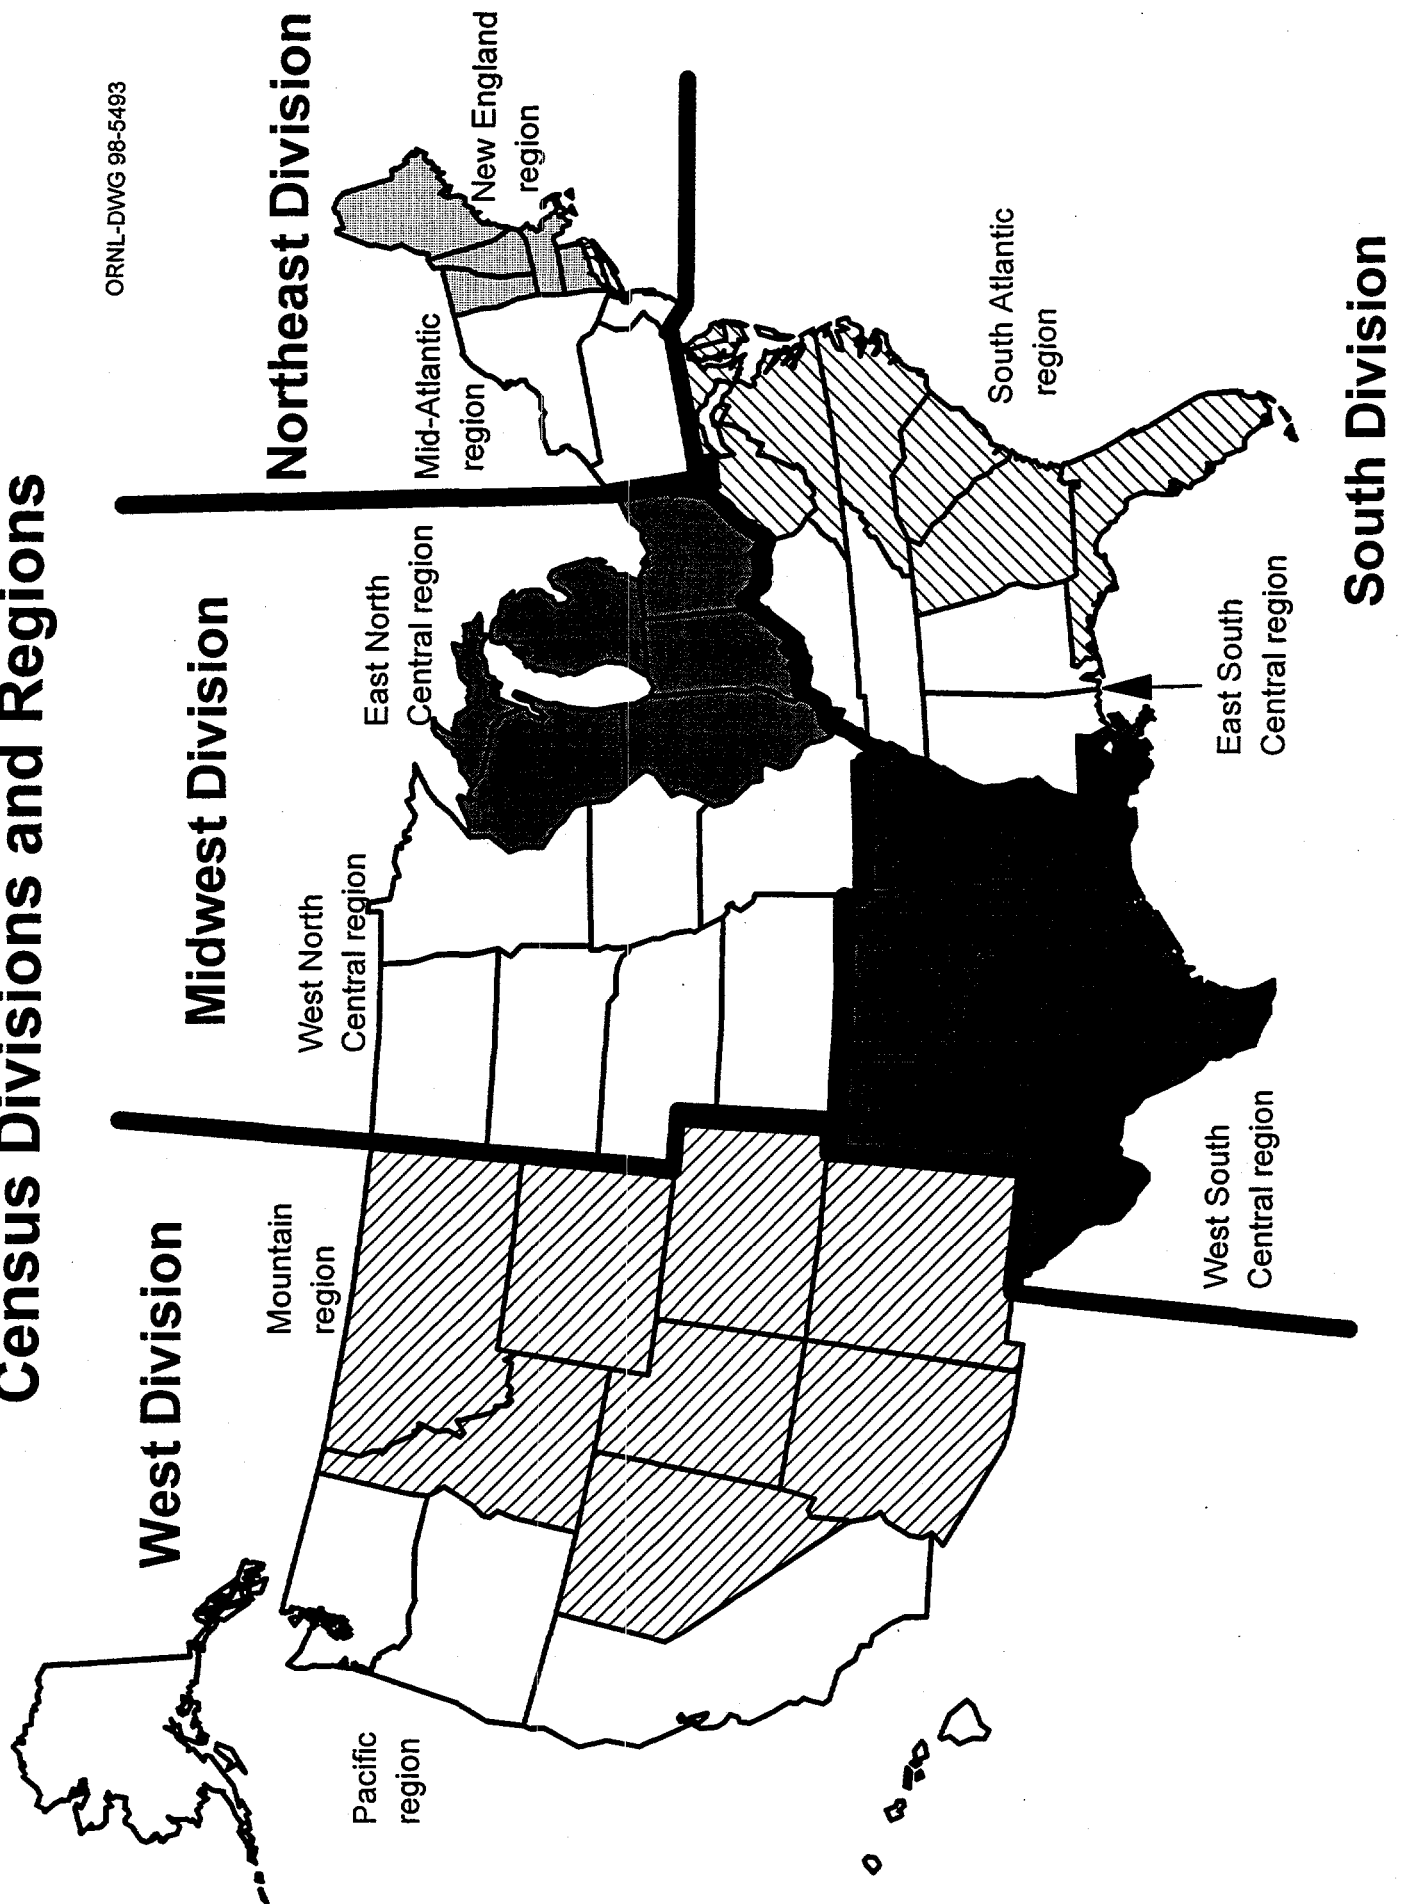 Census Divisions and Regions
ORNL-DWG 98-5493
West Division
Midwest Division
Northeast Division
Pacific
region
Mountain
region
West North
Central region
East North
Central region
Mid-Atlantic
region
New England
region
West South
Central region
East South
Central region
South Atlantic
region
South Division